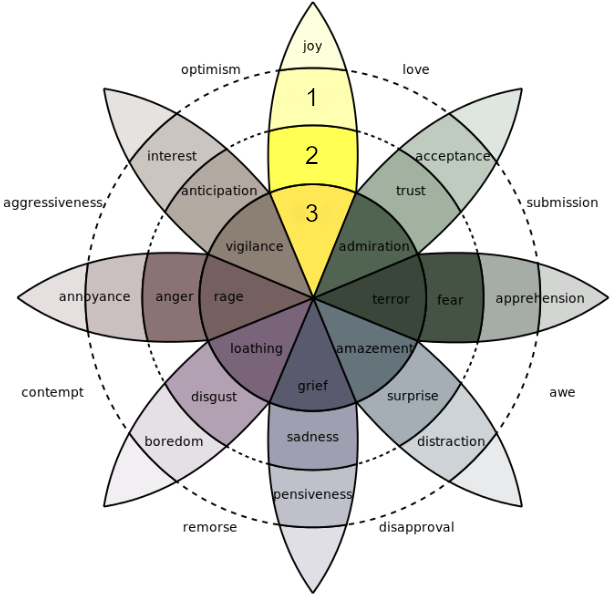 joy
optimism
love
1
interest
2
acceptance
anticipation
trust
aggressiveness
submission
3
vigilance
admiration
annoyance
anger
rage
terror
fear
apprehension
loathing
amazement
grief
contempt
disgust
surprise
awe
boredom
sadness
distraction
pensiveness
remorse
disapproval